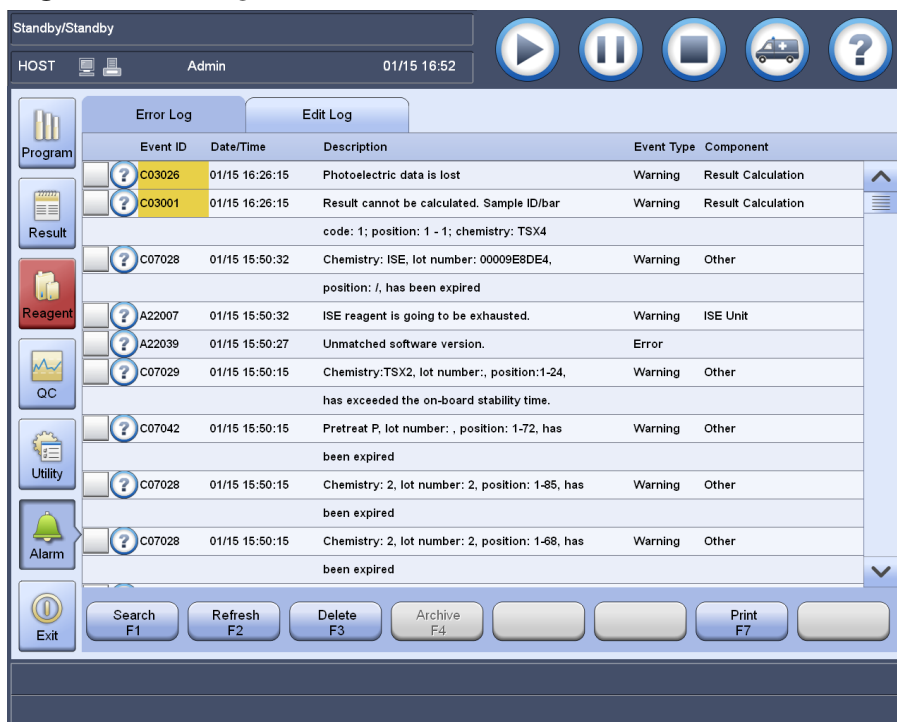 Standby/Standby
HOST Admin 01/15 16:52
?
Error Log Edit Log
Event ID Date/Time Description Event Type Component
? C03026 01/15 16:26:15 Photoelectric data is lost Warning Result Calculation
? C03001 01/15 16:26:15 Result cannot be calculated. Sample ID/bar Warning Result Calculation
code: 1; position: 1 - 1; chemistry: TSX4
? C07028 01/15 15:50:32 Chemistry: ISE, lot number: 00009E8DE4, Warning Other
position: /, has been expired
? A22007 01/15 15:50:32 ISE reagent is going to be exhausted. Warning ISE Unit
? A22039 01/15 15:50:27 Unmatched software version. Error
? C07029 01/15 15:50:15 Chemistry:TSX2, lot number:, position:1-24, Warning Other
has exceeded the on-board stability time.
? C07042 01/15 15:50:15 Pretreat P, lot number: , position: 1-72, has Warning Other
been expired
? C07028 01/15 15:50:15 Chemistry: 2, lot number: 2, position: 1-85, has Warning Other
been expired
? C07028 01/15 15:50:15 Chemistry: 2, lot number: 2, position: 1-68, has Warning Other
been expired
Program
Result
Reagent
QC
Utility
Alarm
Exit
Search F1
Refresh F2
Delete F3
Archive F4
Print F7